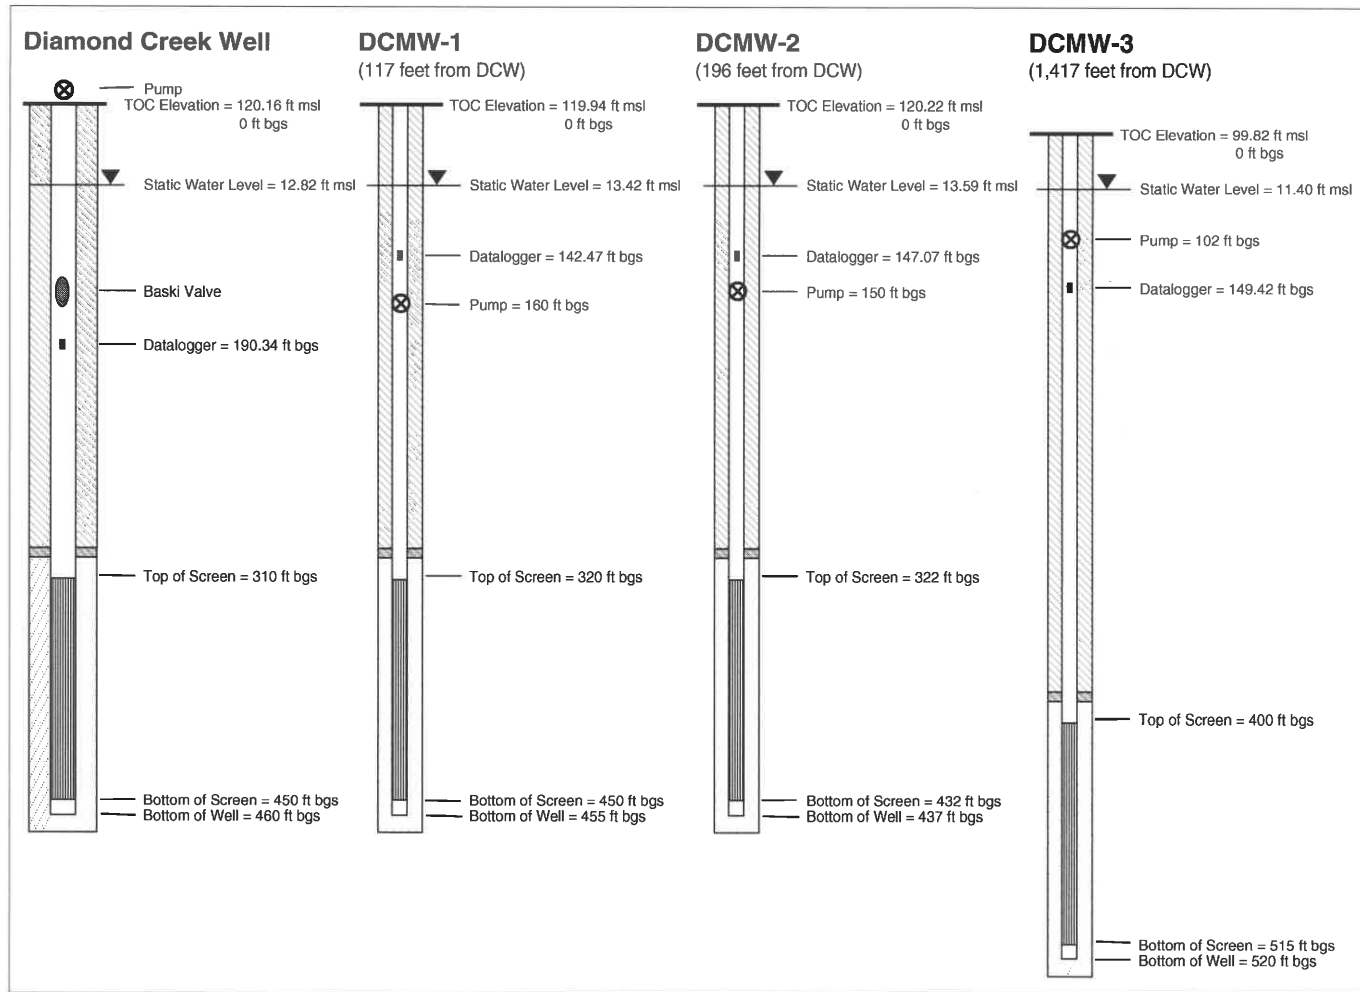 Diamond Creek Well
Pump
TOC Elevation = 120.16 ft msl
0 ft bgs
Static Water Level = 12.82 ft msl
Baski Valve
Datalogger = 190.34 ft bgs
Top of Screen = 310 ft bgs
Bottom of Screen = 450 ft bgs
Bottom of Well = 460 ft bgs
DCMW-1
(117 feet from DCW)
TOC Elevation = 119.94 ft msl
0 ft bgs
Static Water Level = 13.42 ft msl
Datalogger = 142.47 ft bgs
Pump = 160 ft bgs
Top of Screen = 320 ft bgs
Bottom of Screen = 450 ft bgs
Bottom of Well = 455 ft bgs
DCMW-2
(196 feet from DCW)
TOC Elevation = 120.22 ft msl
0 ft bgs
Static Water Level = 13.59 ft msl
Datalogger = 147.07 ft bgs
Pump = 150 ft bgs
Top of Screen = 322 ft bgs
Bottom of Screen = 432 ft bgs
Bottom of Well = 437 ft bgs
DCMW-3
(1,417 feet from DCW)
TOC Elevation = 99.82 ft msl
0 ft bgs
Static Water Level = 11.40 ft msl
Pump = 102 ft bgs
Datalogger = 149.42 ft bgs
Top of Screen = 400 ft bgs
Bottom of Screen = 515 ft bgs
Bottom of Well = 520 ft bgs